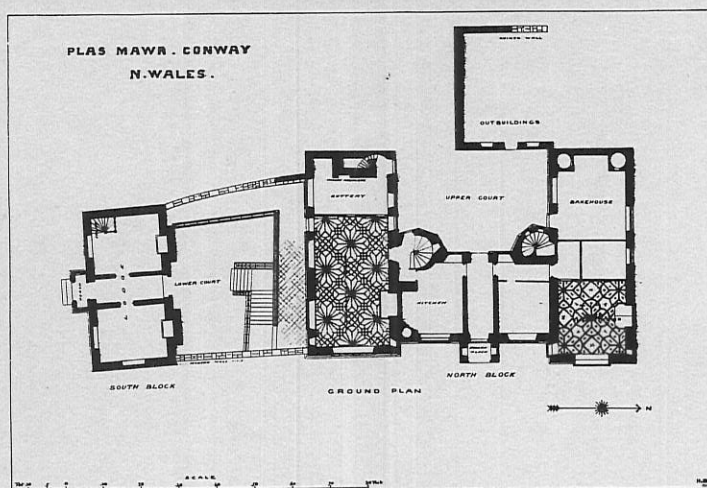 PLAS MAWR . CONWAY
N. WALES .
OUTBUILDINGS
BUTTERY
UPPER COURT
BAKEHOUSE
LOWER COURT
KITCHEN
SOUTH BLOCK
GROUND PLAN
NORTH BLOCK
N
SCALE